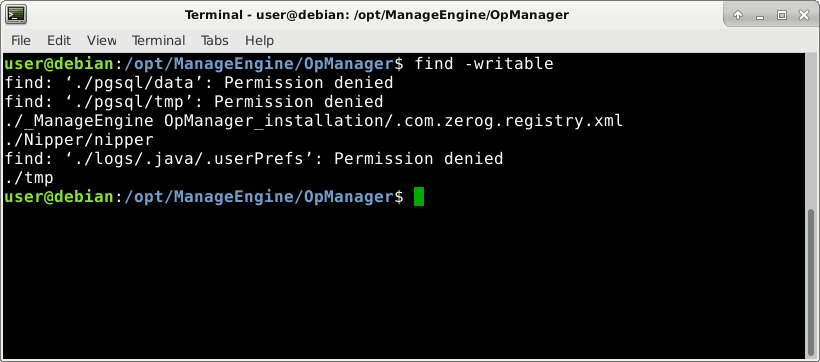 Terminal - user@debian: /opt/ManageEngine/OpManager
File Edit View Terminal Tabs Help
user@debian:/opt/ManageEngine/OpManager$ find -writable
find: ‘./pgsql/data’: Permission denied
find: ‘./pgsql/tmp’: Permission denied
./_ManageEngine OpManager_installation/.com.zerog.registry.xml
./Nipper/nipper
find: ‘./logs/.java/.userPrefs’: Permission denied
./tmp
user@debian:/opt/ManageEngine/OpManager$